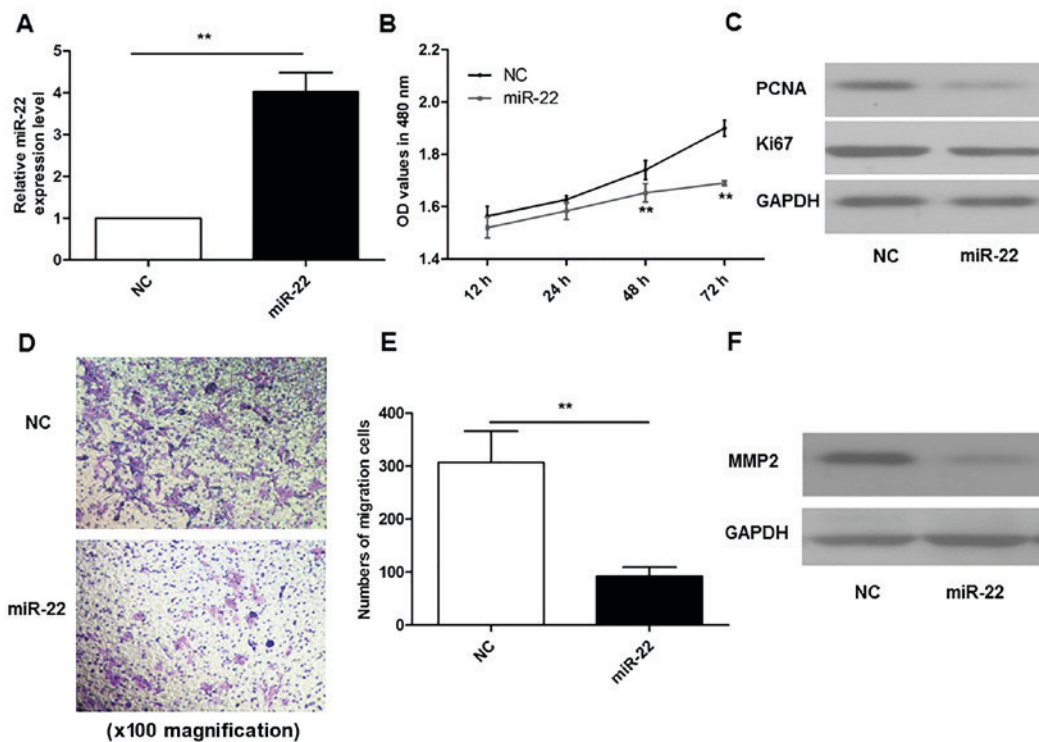 A
**
Relative miR-22
expression level
5
4
3
2
1
0
NC
miR-22
B
OD values in 480 nm
2.2
2.0
1.8
1.6
1.4
NC
miR-22
**
**
12 h
24 h
48 h
72 h
C
PCNA
Ki67
GAPDH
NC
miR-22
D
NC
miR-22
(x100 magnification)
E
**
Numbers of migration cells
400
300
200
100
0
NC
miR-22
F
MMP2
GAPDH
NC
miR-22